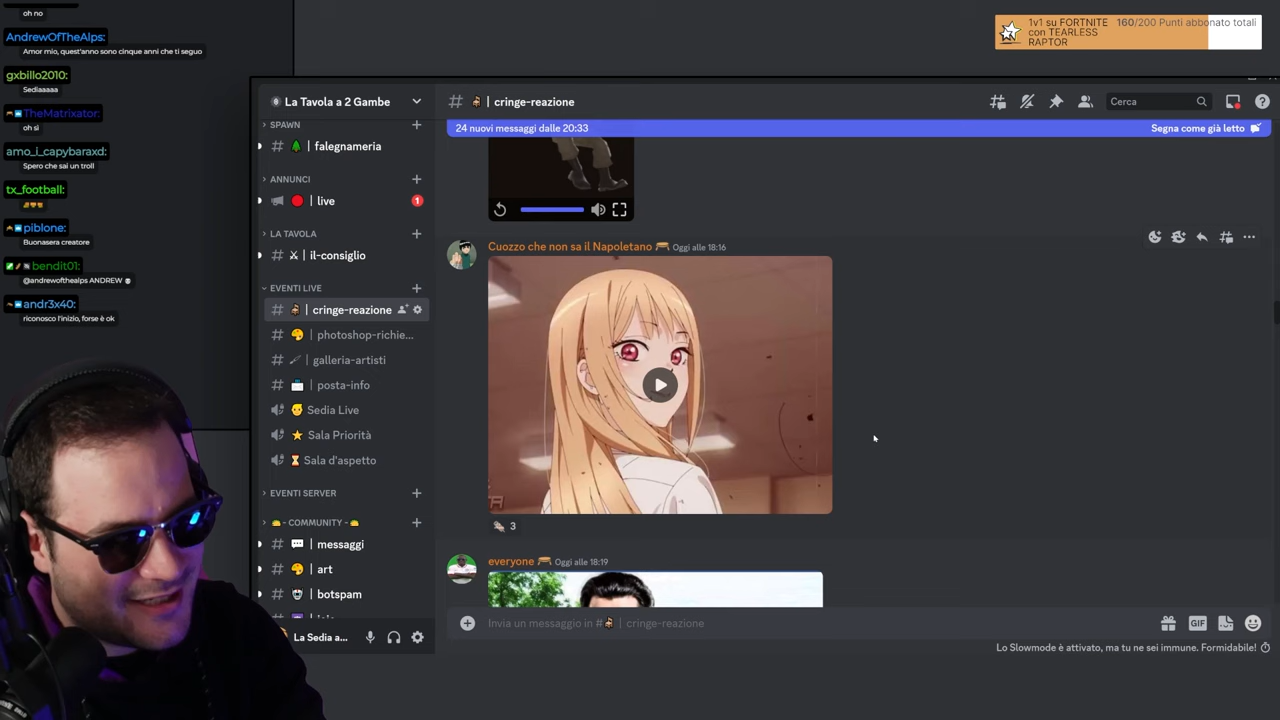 oh no
AndrewOfTheAlps:
Amor mio, quest'anno sono cinque anni che ti seguo
gxbillo2010:
Sediaaaaa
TheMatrixator:
oh sì
amo_i_capybaraxd:
Spero che sai un troll
tx_football:
piblone:
Buonasera creatore
bendit01:
@andrewofthealps ANDREW
andr3x40:
riconosco l'inizio, forse è ok
1v1 su FORTNITE
con TEARLESS
RAPTOR
160/200 Punti abbonato totali
La Tavola a 2 Gambe
SPAWN
| falegnameria
ANNUNCI
| live
1
LA TAVOLA
| il-consiglio
EVENTI LIVE
| cringe-reazione
| photoshop-richie...
| galleria-artisti
| posta-info
Sedia Live
Sala Priorità
Sala d'aspetto
EVENTI SERVER
- COMMUNITY -
| messaggi
| art
| botspam
La Sedia a...
# | cringe-reazione
Cerca
24 nuovi messaggi dalle 20:33
Segna come già letto
Cuozzo che non sa il Napoletano Oggi alle 18:16
3
everyone Oggi alle 18:19
Invia un messaggio in # | cringe-reazione
GIF
Lo Slowmode è attivato, ma tu ne sei immune. Formidabile!